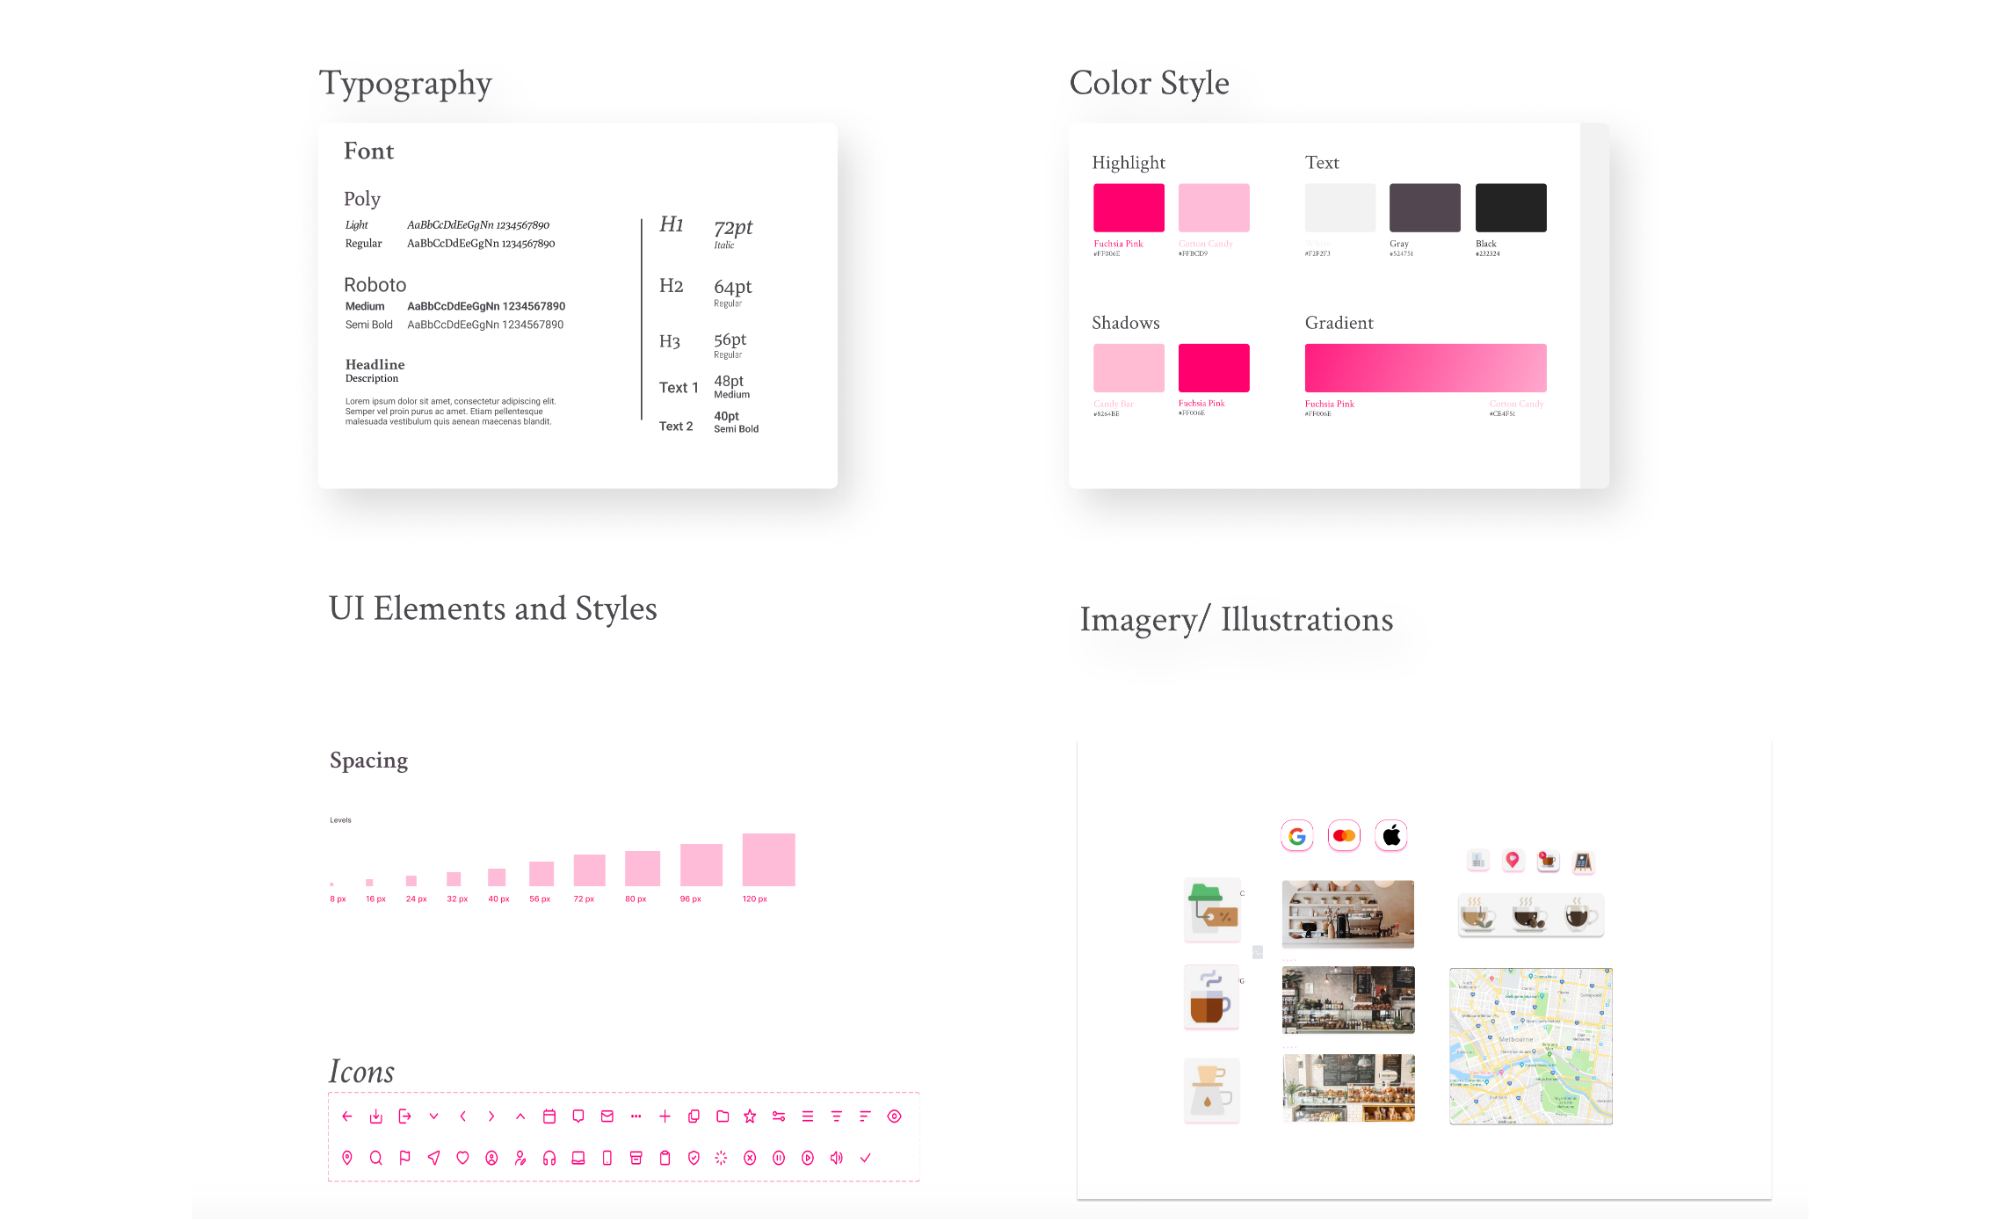 Typography
Font
Poly
Light AaBbCcDdEeGgNn 1234567890
Regular AaBbCcDdEeGgNn 1234567890
Roboto
Medium AaBbCcDdEeGgNn 1234567890
Semi Bold AaBbCcDdEeGgNn 1234567890
Headline
Description
Lorem ipsum dolor sit amet, consectetur adipiscing elit.
Semper vel proin purus ac amet. Etiam pellentesque
malesuada vestibulum quis aenean maecenas blandit.
H1 72pt
Italic
H2 64pt
Regular
H3 56pt
Regular
Text 1 48pt
Medium
Text 2 40pt
Semi Bold
Color Style
Highlight
Fuchsia Pink
#FF006E
Cotton Candy
#FFBCD9
Text
#F2F2F3
Gray
#524751
Black
#232324
Shadows
Candy Bar
Fuchsia Pink
#FF006E
Gradient
Fuchsia Pink
#FF006E
Cotton Candy
UI Elements and Styles
Spacing
Levels
8 px 16 px 24 px 32 px 40 px 56 px 72 px 80 px 96 px 120 px
Icons
Imagery/ Illustrations
C
G
Melbourne